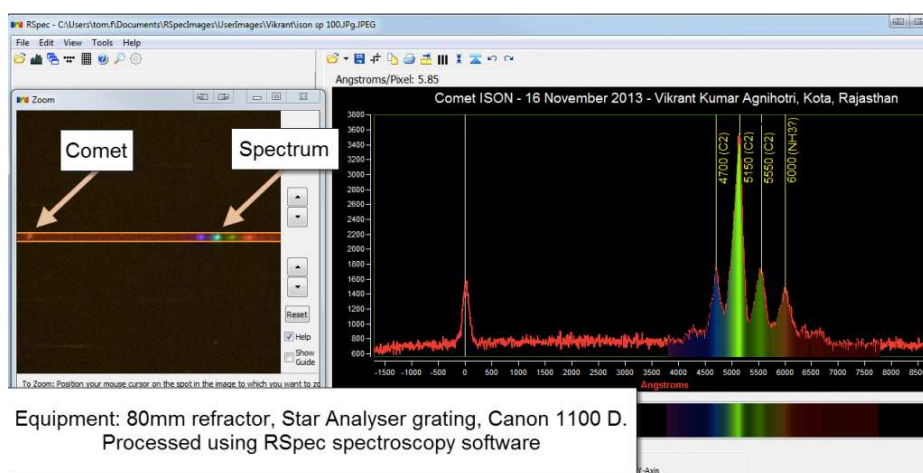 RSpec - C:\Users\tom.f\Documents\RSpecImages\UserImages\Vikrant\ison sp 100.JPg.JPEG
File Edit View Tools Help
Angstroms/Pixel: 5.85
Zoom
Comet
Spectrum
Reset
Help
Show
Guide
To Zoom: Position your mouse cursor on the spot in the image to which you want to
Comet ISON - 16 November 2013 - Vikrant Kumar Agnihotri, Kota, Rajasthan
3800
3600
3400
3200
3000
2800
2600
2400
2200
2000
1800
1600
1400
1200
1000
800
600
4700 (C2)
5150 (C2)
5550 (C2)
6000 (NH3?)
-1500 -1000 -500 0 500 1000 1500 2000 2500 3000 3500 4000 4500 5000 5500 6000 6500 7000 7500 8000
Angstroms
Equipment: 80mm refractor, Star Analyser grating, Canon 1100 D.
Processed using RSpec spectroscopy software
Y-Axis